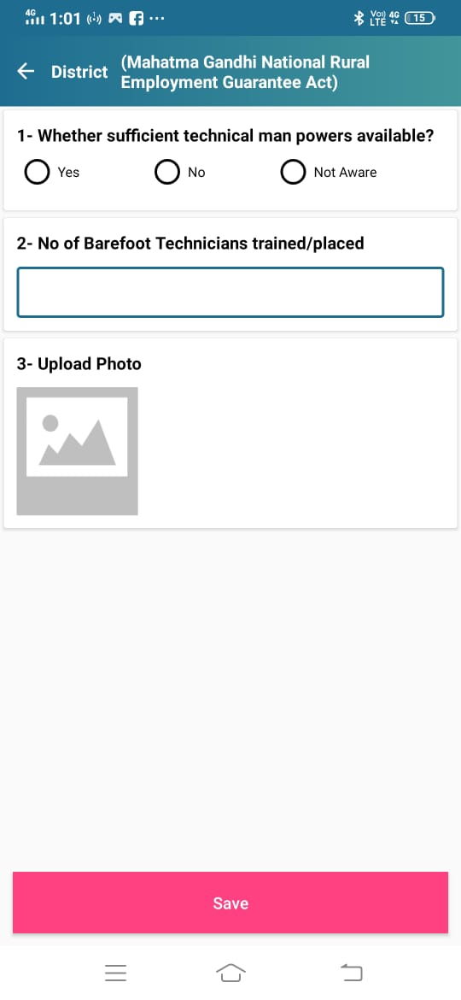 4G 1:01 ... Vo) 4G LTE 15
District (Mahatma Gandhi National Rural
Employment Guarantee Act)
1- Whether sufficient technical man powers available?
Yes No Not Aware
2- No of Barefoot Technicians trained/placed
3- Upload Photo
Save